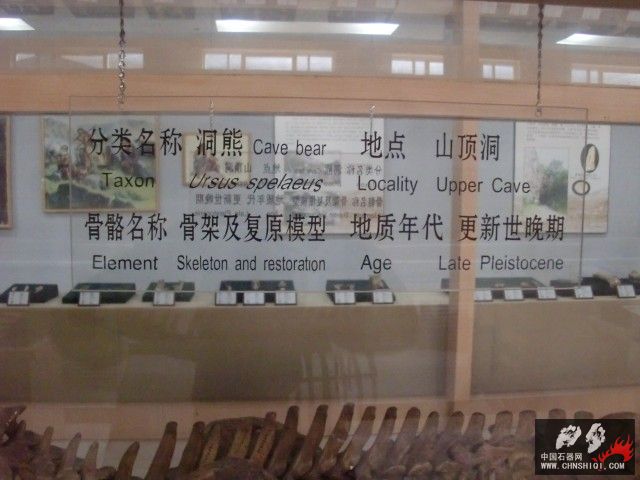 分类名称 洞熊 Cave bear 地点 山顶洞
Taxon Ursus spelaeus Locality Upper Cave
骨骼名称 骨架及复原模型 地质年代 更新世晚期
Element Skeleton and restoration Age Late Pleistocene
中国石器网
WWW.CHNSHIQI.COM